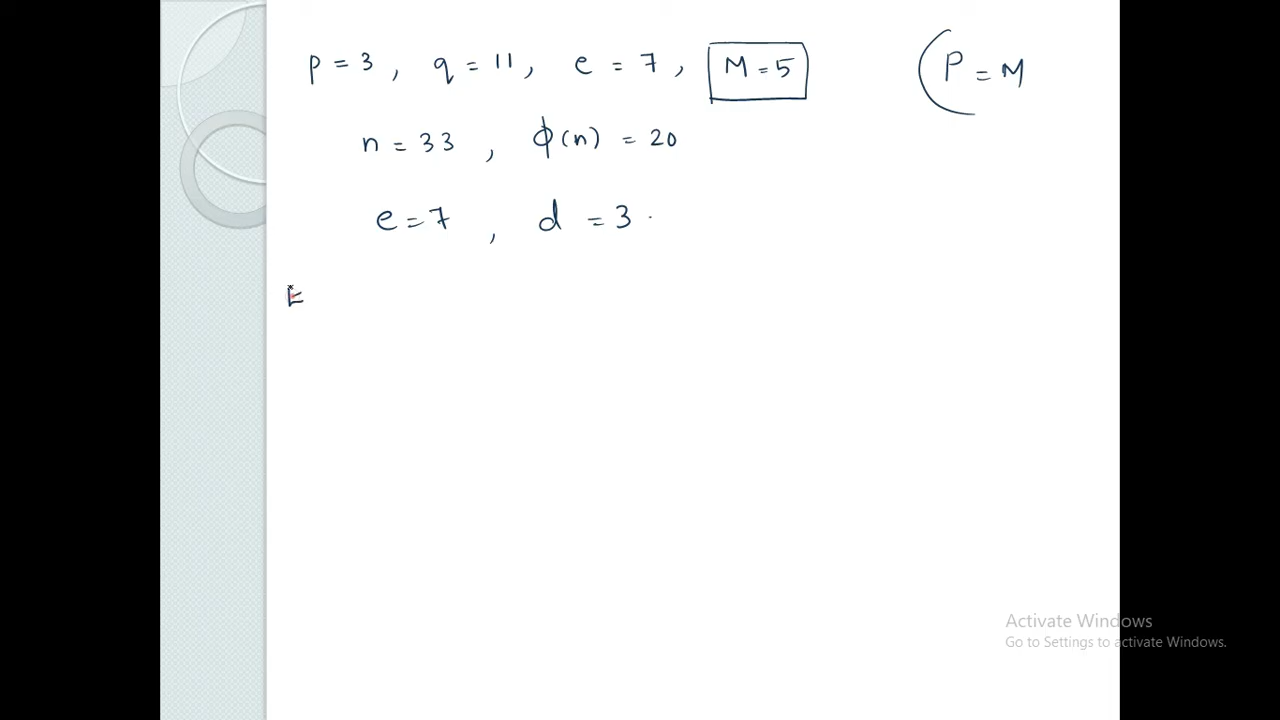 p = 3 , q = 11 , e = 7 , M = 5 P = M
n = 33 , ϕ(n) = 20
e = 7 , d = 3 .
E
Activate Windows
Go to Settings to activate Windows.